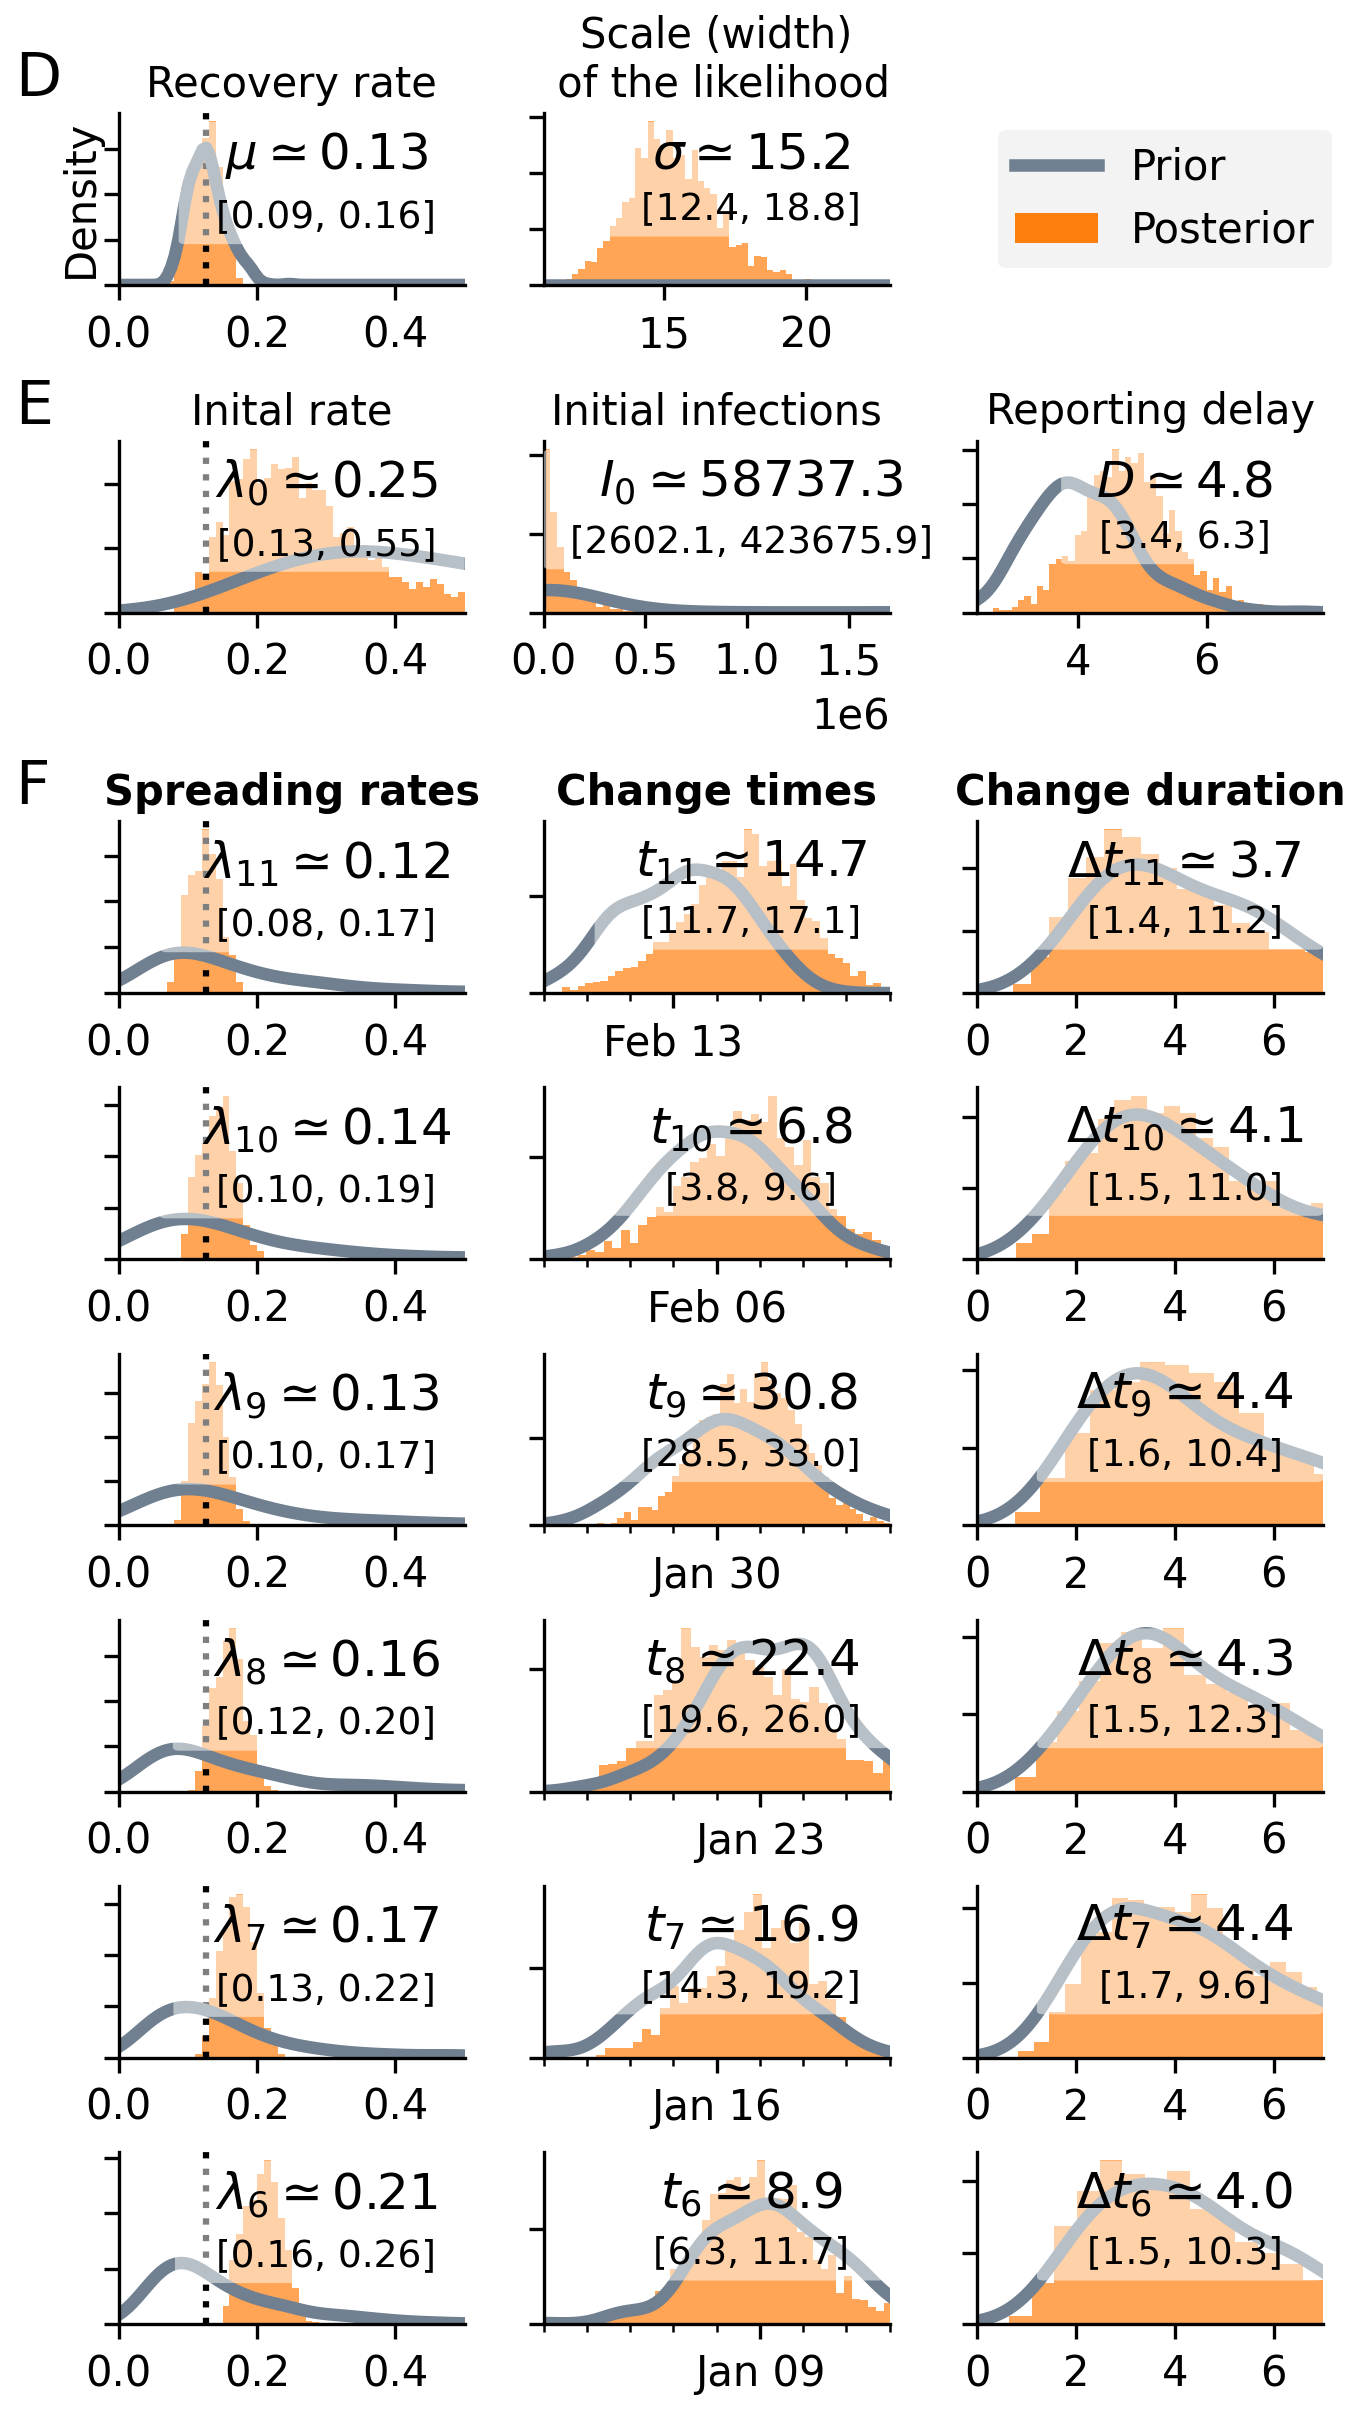 D
Recovery rate
Scale (width)
of the likelihood
Density
μ ≃ 0.13
[0.09, 0.16]
σ ≃ 15.2
[12.4, 18.8]
Prior
Posterior
0.0 0.2 0.4
15 20
E
Inital rate
Initial infections
Reporting delay
λ0 ≃ 0.25
[0.13, 0.55]
I0 ≃ 58737.3
[2602.1, 423675.9]
D ≃ 4.8
[3.4, 6.3]
0.0 0.2 0.4
0.0 0.5 1.0 1.5
1e6
4 6
F
Spreading rates
Change times
Change duration
λ11 ≃ 0.12
[0.08, 0.17]
t11 ≃ 14.7
[11.7, 17.1]
Δt11 ≃ 3.7
[1.4, 11.2]
0.0 0.2 0.4
Feb 13
0 2 4 6
λ10 ≃ 0.14
[0.10, 0.19]
t10 ≃ 6.8
[3.8, 9.6]
Δt10 ≃ 4.1
[1.5, 11.0]
0.0 0.2 0.4
Feb 06
0 2 4 6
λ9 ≃ 0.13
[0.10, 0.17]
t9 ≃ 30.8
[28.5, 33.0]
Δt9 ≃ 4.4
[1.6, 10.4]
0.0 0.2 0.4
Jan 30
0 2 4 6
λ8 ≃ 0.16
[0.12, 0.20]
t8 ≃ 22.4
[19.6, 26.0]
Δt8 ≃ 4.3
[1.5, 12.3]
0.0 0.2 0.4
Jan 23
0 2 4 6
λ7 ≃ 0.17
[0.13, 0.22]
t7 ≃ 16.9
[14.3, 19.2]
Δt7 ≃ 4.4
[1.7, 9.6]
0.0 0.2 0.4
Jan 16
0 2 4 6
λ6 ≃ 0.21
[0.16, 0.26]
t6 ≃ 8.9
[6.3, 11.7]
Δt6 ≃ 4.0
[1.5, 10.3]
0.0 0.2 0.4
Jan 09
0 2 4 6